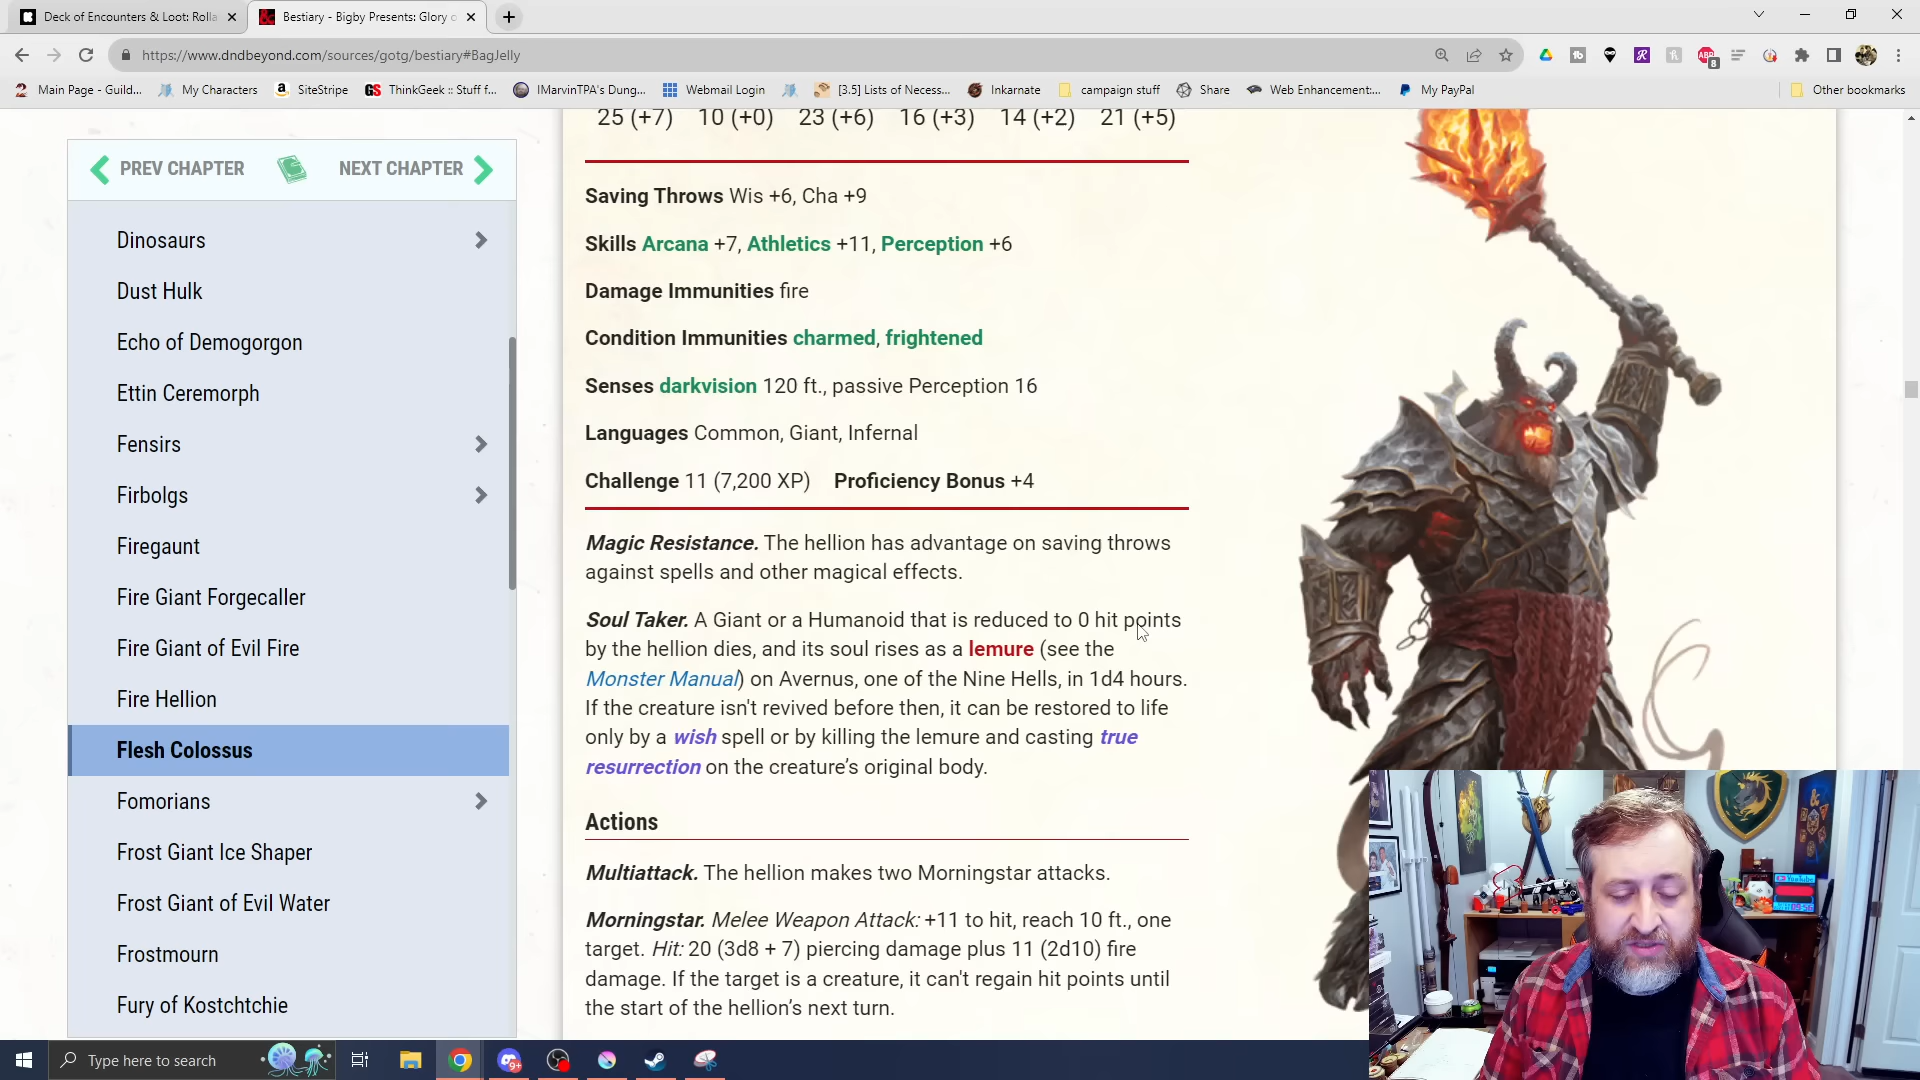 Deck of Encounters & Loot: Rolla
Bestiary - Bigby Presents: Glory o
https://www.dndbeyond.com/sources/gotg/bestiary#BagJelly
Main Page - Guild...
My Characters
SiteStripe
ThinkGeek :: Stuff f...
IMarvinTPA's Dung...
Webmail Login
[3.5] Lists of Necess...
Inkarnate
campaign stuff
Share
Web Enhancement:...
My PayPal
Other bookmarks
PREV CHAPTER
NEXT CHAPTER
Dinosaurs
Dust Hulk
Echo of Demogorgon
Ettin Ceremorph
Fensirs
Firbolgs
Firegaunt
Fire Giant Forgecaller
Fire Giant of Evil Fire
Fire Hellion
Flesh Colossus
Fomorians
Frost Giant Ice Shaper
Frost Giant of Evil Water
Frostmourn
Fury of Kostchtchie
25 (+7) 10 (+0) 23 (+6) 16 (+3) 14 (+2) 21 (+5)
Saving Throws Wis +6, Cha +9
Skills Arcana +7, Athletics +11, Perception +6
Damage Immunities fire
Condition Immunities charmed, frightened
Senses darkvision 120 ft., passive Perception 16
Languages Common, Giant, Infernal
Challenge 11 (7,200 XP) Proficiency Bonus +4
Magic Resistance. The hellion has advantage on saving throws
against spells and other magical effects.
Soul Taker. A Giant or a Humanoid that is reduced to 0 hit points
by the hellion dies, and its soul rises as a lemure (see the
Monster Manual) on Avernus, one of the Nine Hells, in 1d4 hours.
If the creature isn't revived before then, it can be restored to life
only by a wish spell or by killing the lemure and casting true
resurrection on the creature's original body.
Actions
Multiattack. The hellion makes two Morningstar attacks.
Morningstar. Melee Weapon Attack: +11 to hit, reach 10 ft., one
target. Hit: 20 (3d8 + 7) piercing damage plus 11 (2d10) fire
damage. If the target is a creature, it can't regain hit points until
the start of the hellion's next turn.
YouTube
Type here to search